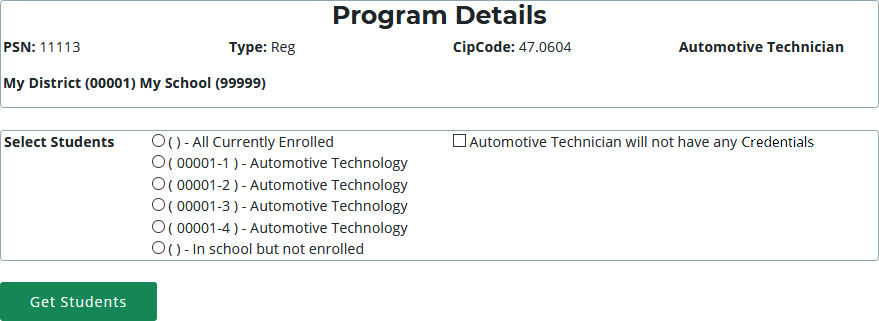 Program Details
PSN: 11113 Type: Reg CipCode: 47.0604 Automotive Technician
My District (00001) My School (99999)
Select Students ( ) - All Currently Enrolled Automotive Technician will not have any Credentials
( 00001-1 ) - Automotive Technology
( 00001-2 ) - Automotive Technology
( 00001-3 ) - Automotive Technology
( 00001-4 ) - Automotive Technology
( ) - In school but not enrolled
Get Students